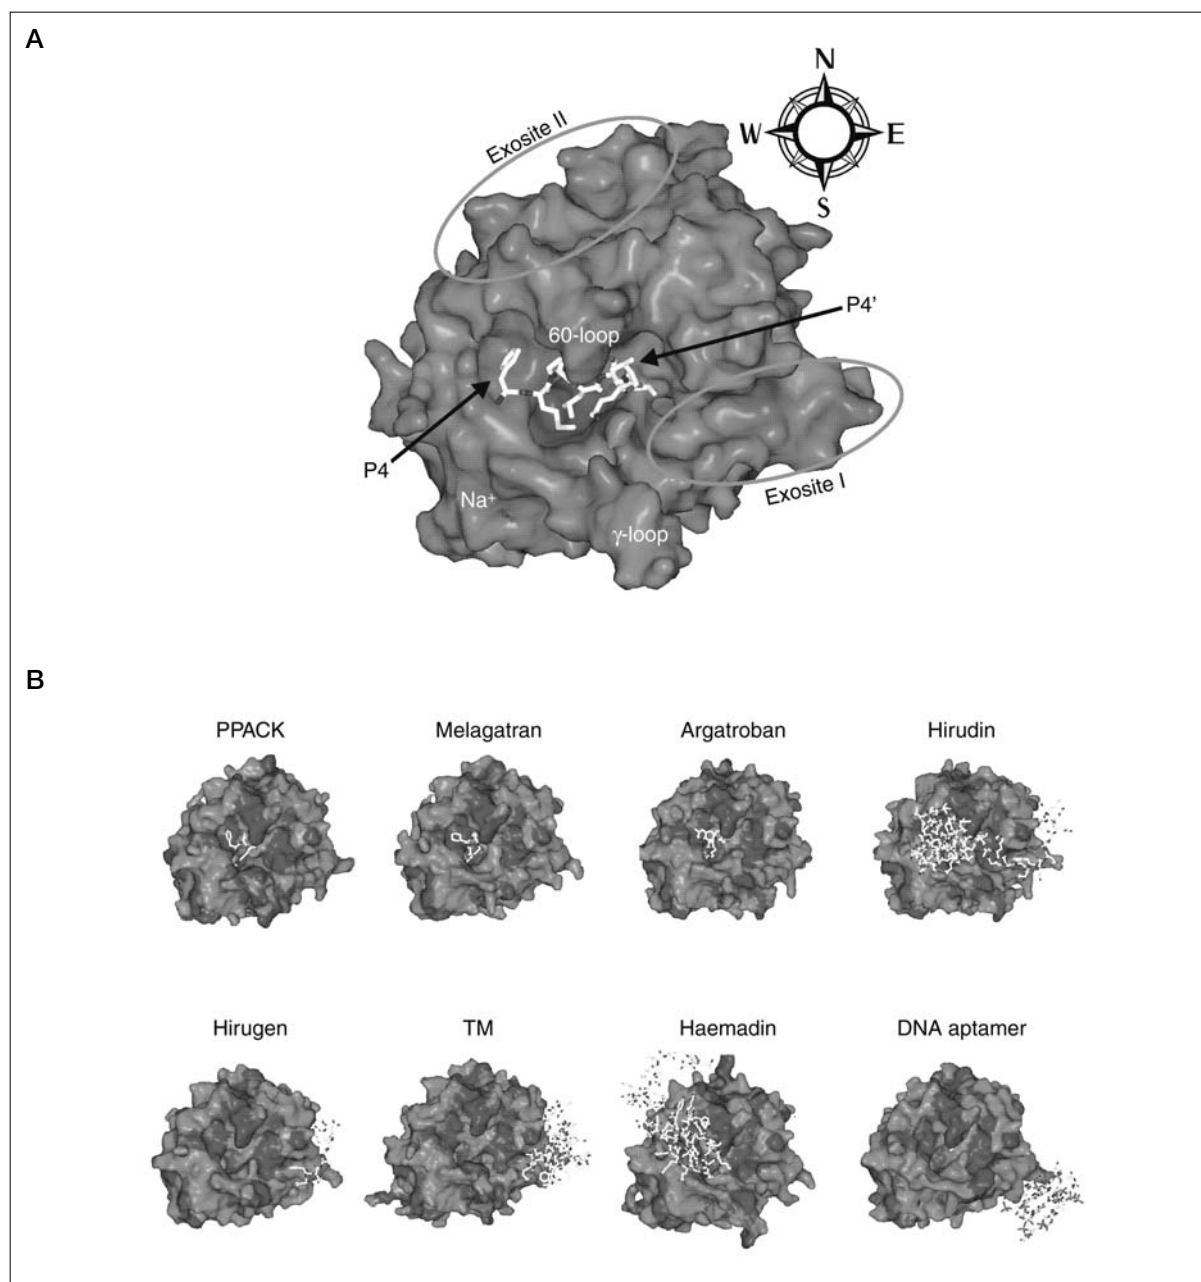 A
N
Exosite II
W E
S
60-loop
P4'
P4
Exosite I
Na⁺
γ-loop
B
PPACK Melagatran Argatroban Hirudin
Hirugen TM Haemadin DNA aptamer